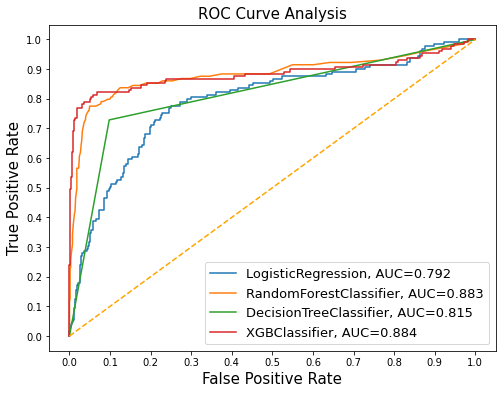 ROC Curve Analysis
True Positive Rate
1.0
0.9
0.8
0.7
0.6
0.5
0.4
0.3
0.2
0.1
0.0
LogisticRegression, AUC=0.792
RandomForestClassifier, AUC=0.883
DecisionTreeClassifier, AUC=0.815
XGBClassifier, AUC=0.884
0.0 0.1 0.2 0.3 0.4 0.5 0.6 0.7 0.8 0.9 1.0
False Positive Rate